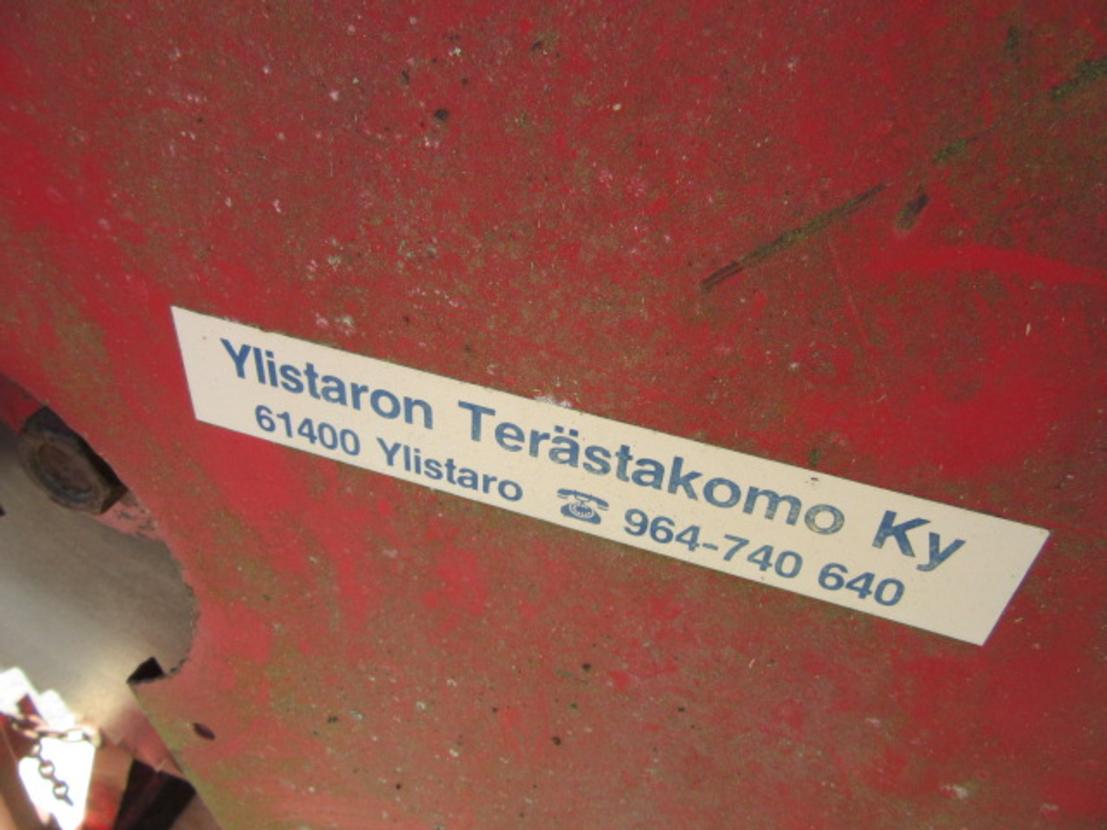 Ylistaron Terästakomo Ky
61400 Ylistaro ☎ 964-740 640